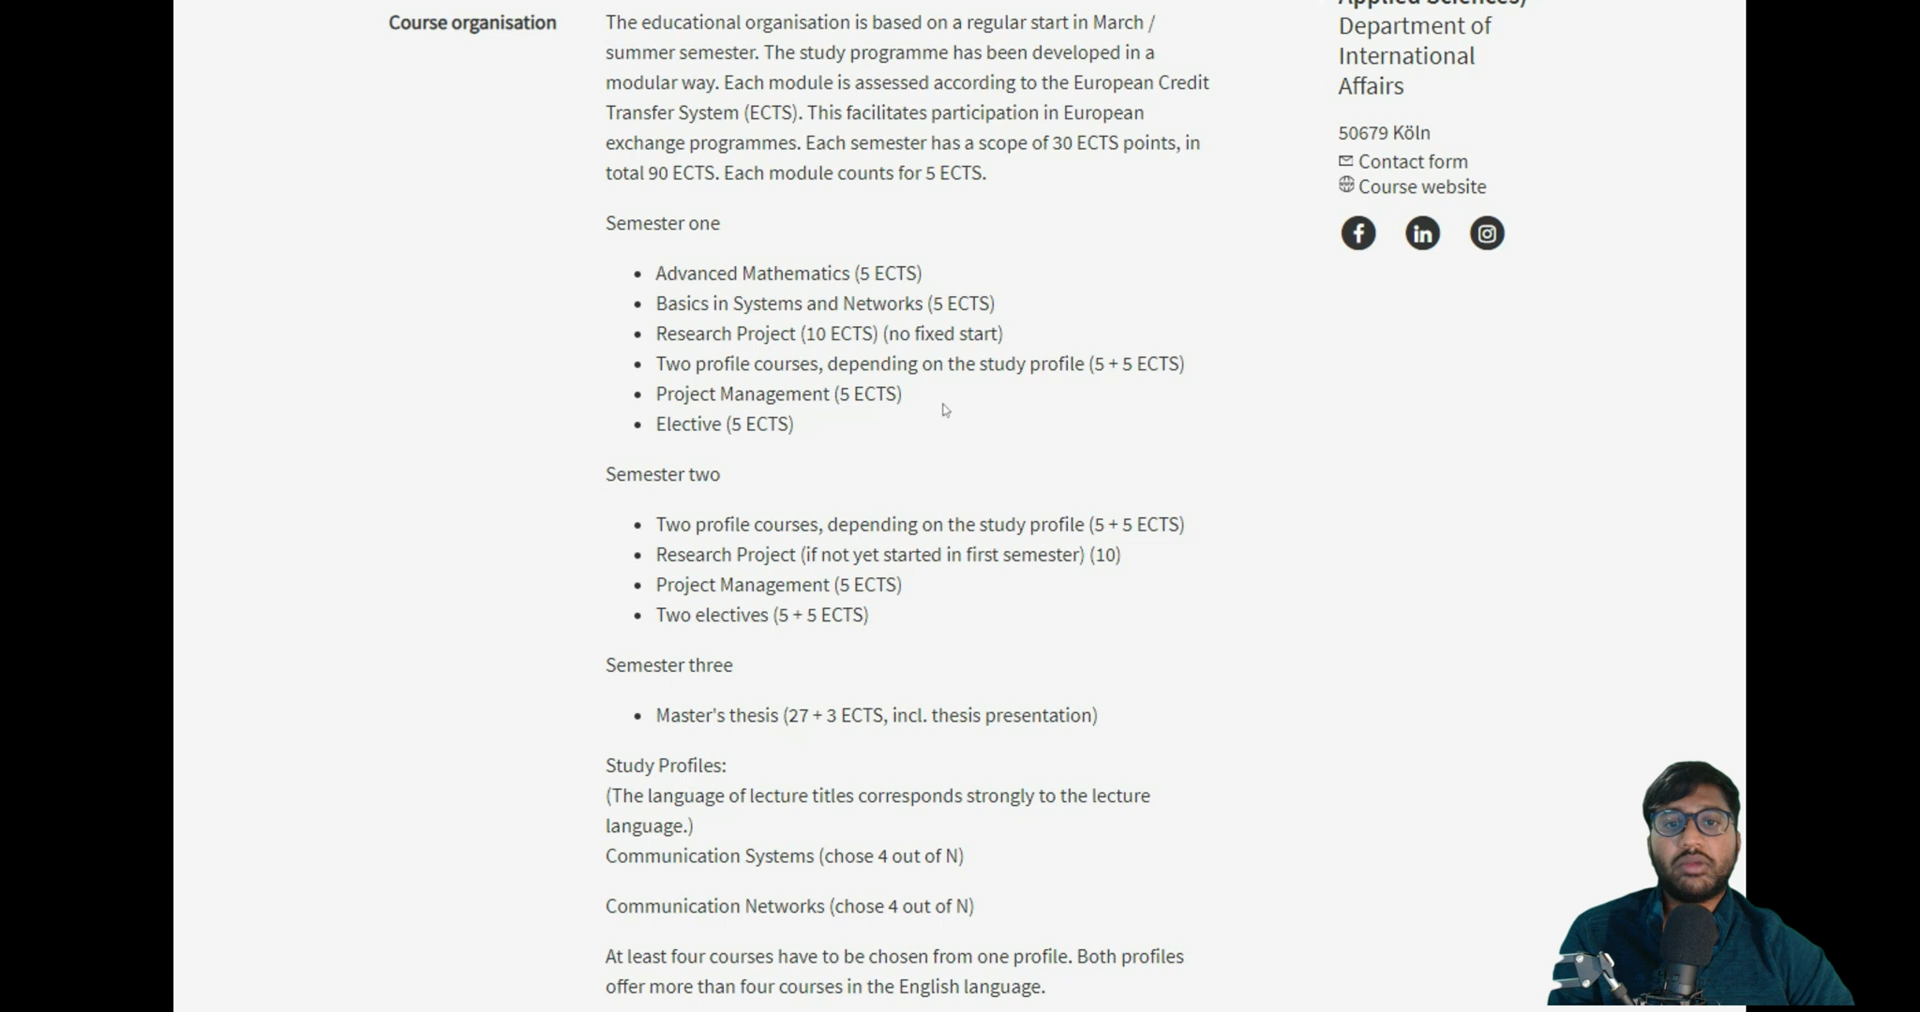 Course organisation
The educational organisation is based on a regular start in March /
summer semester. The study programme has been developed in a
modular way. Each module is assessed according to the European Credit
Transfer System (ECTS). This facilitates participation in European
exchange programmes. Each semester has a scope of 30 ECTS points, in
total 90 ECTS. Each module counts for 5 ECTS.
Semester one
• Advanced Mathematics (5 ECTS)
• Basics in Systems and Networks (5 ECTS)
• Research Project (10 ECTS) (no fixed start)
• Two profile courses, depending on the study profile (5 + 5 ECTS)
• Project Management (5 ECTS)
• Elective (5 ECTS)
Semester two
• Two profile courses, depending on the study profile (5 + 5 ECTS)
• Research Project (if not yet started in first semester) (10)
• Project Management (5 ECTS)
• Two electives (5 + 5 ECTS)
Semester three
• Master's thesis (27 + 3 ECTS, incl. thesis presentation)
Study Profiles:
(The language of lecture titles corresponds strongly to the lecture
language.)
Communication Systems (chose 4 out of N)
Communication Networks (chose 4 out of N)
At least four courses have to be chosen from one profile. Both profiles
offer more than four courses in the English language.
Applied Sciences)
Department of
International
Affairs
50679 Köln
Contact form
Course website
f
in